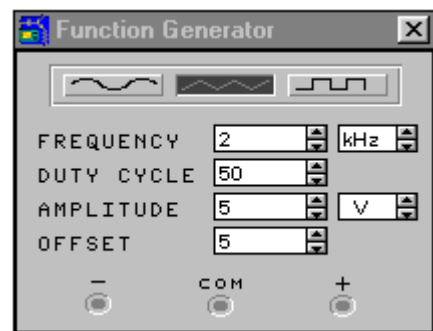 Function Generator
FREQUENCY 2 kHz
DUTY CYCLE 50
AMPLITUDE 5 V
OFFSET 5
− COM +